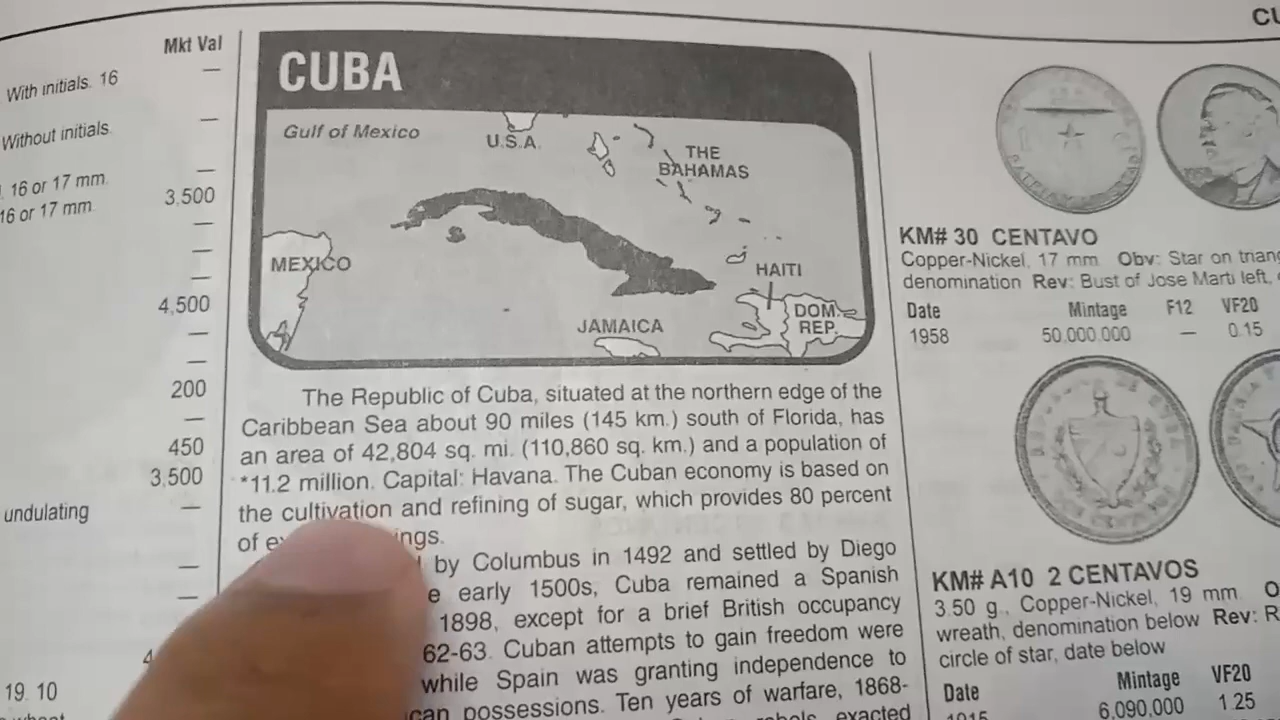 CU
Mkt Val
With initials. 16
—
Without initials.
—
—
16 or 17 mm.
3,500
16 or 17 mm.
—
—
4,500
—
—
200
—
450
3,500
undulating
—
—
—
4
19. 10
CUBA
Gulf of Mexico
U.S.A.
THE
BAHAMAS
MEXICO
HAITI
DOM.
REP.
JAMAICA
The Republic of Cuba, situated at the northern edge of the
Caribbean Sea about 90 miles (145 km.) south of Florida, has
an area of 42,804 sq. mi. (110,860 sq. km.) and a population of
*11.2 million. Capital: Havana. The Cuban economy is based on
the cultivation and refining of sugar, which provides 80 percent
of e ings.
by Columbus in 1492 and settled by Diego
e early 1500s, Cuba remained a Spanish
1898, except for a brief British occupancy
62-63. Cuban attempts to gain freedom were
while Spain was granting independence to
can possessions. Ten years of warfare, 1868-
exacted
KM# 30 CENTAVO
Copper-Nickel, 17 mm. Obv: Star on triang
denomination Rev: Bust of Jose Marti left,
Date Mintage F12 VF20
1958 50,000,000 — 0.15
KM# A10 2 CENTAVOS
3.50 g., Copper-Nickel, 19 mm. O
wreath, denomination below Rev: R
circle of star, date below
Date Mintage VF20
1915 6,090,000 1.25